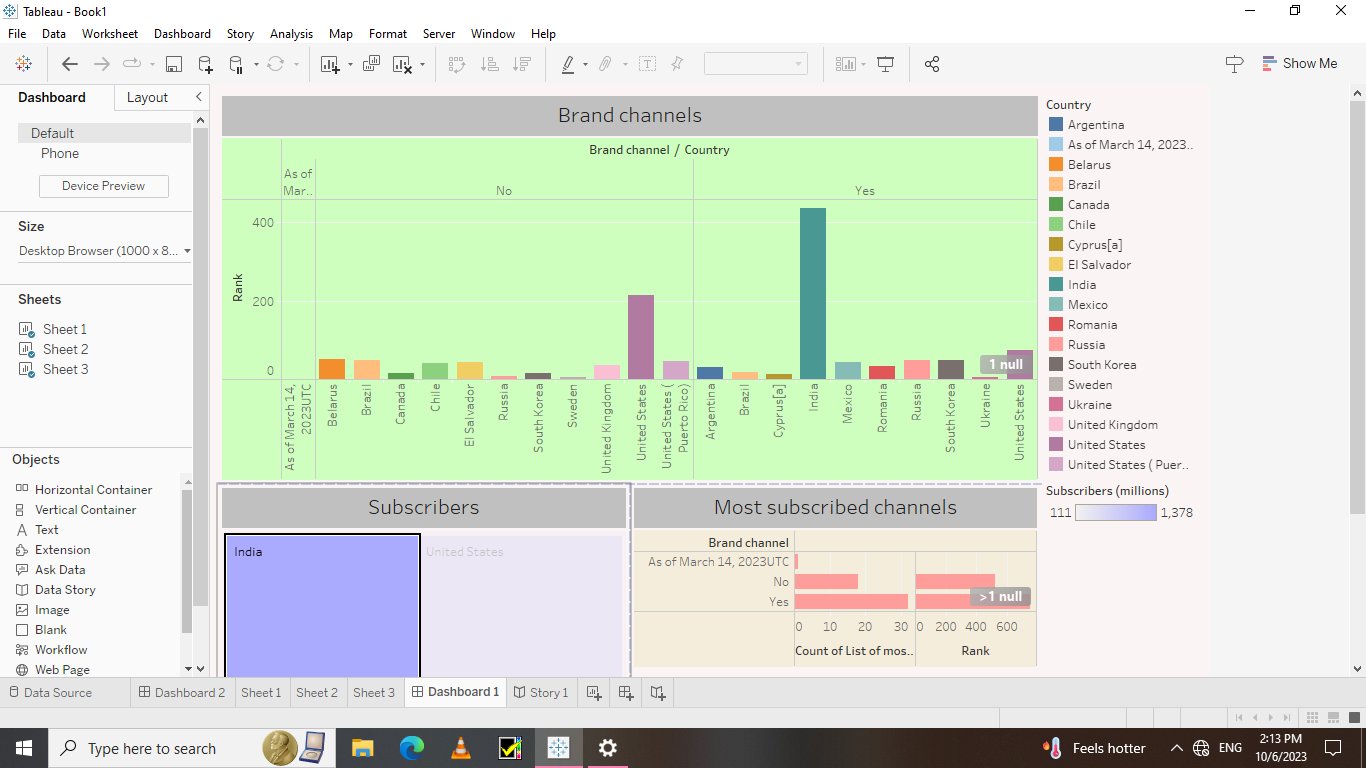 Tableau - Book1
File Data Worksheet Dashboard Story Analysis Map Format Server Window Help
Show Me
Dashboard Layout
Default
Phone
Device Preview
Size
Desktop Browser (1000 x 8...
Sheets
Sheet 1
Sheet 2
Sheet 3
Objects
Horizontal Container
Vertical Container
Text
Extension
Ask Data
Data Story
Image
Blank
Workflow
Web Page
Brand channels
Brand channel / Country
As of
Mar..
No
Yes
Rank
400
200
0
1 null
As of March 14,
2023UTC
Belarus
Brazil
Canada
Chile
El Salvador
Russia
South Korea
Sweden
United Kingdom
United States
United States (
Puerto Rico)
Argentina
Brazil
Cyprus[a]
India
Mexico
Romania
Russia
South Korea
Ukraine
United States
Subscribers
India
United States
Most subscribed channels
Brand channel
As of March 14, 2023UTC
No
Yes
>1 null
0 10 20 30 0 200 400 600
Count of List of mos.. Rank
Country
Argentina
As of March 14, 2023..
Belarus
Brazil
Canada
Chile
Cyprus[a]
El Salvador
India
Mexico
Romania
Russia
South Korea
Sweden
Ukraine
United Kingdom
United States
United States ( Puer..
Subscribers (millions)
111 1,378
Data Source Dashboard 2 Sheet 1 Sheet 2 Sheet 3 Dashboard 1 Story 1
Type here to search
Feels hotter
ENG
2:13 PM
10/6/2023